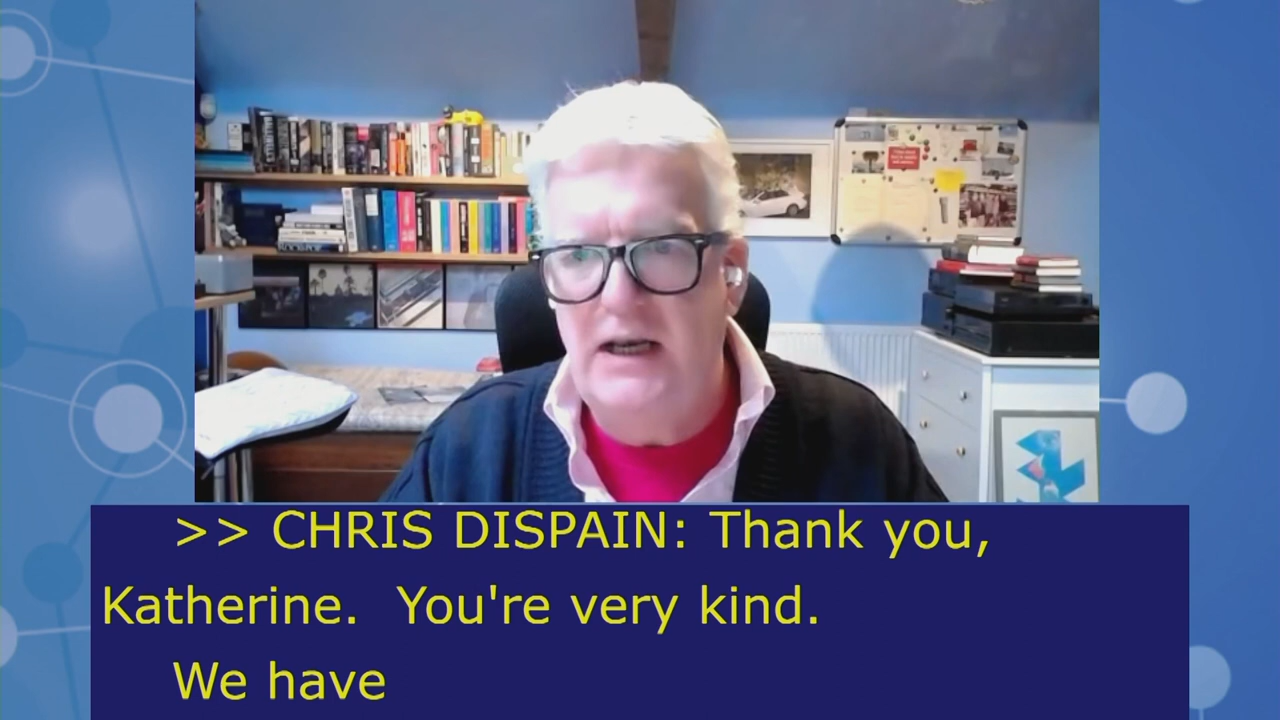 >> CHRIS DISPAIN: Thank you,
Katherine.  You're very kind.
We have